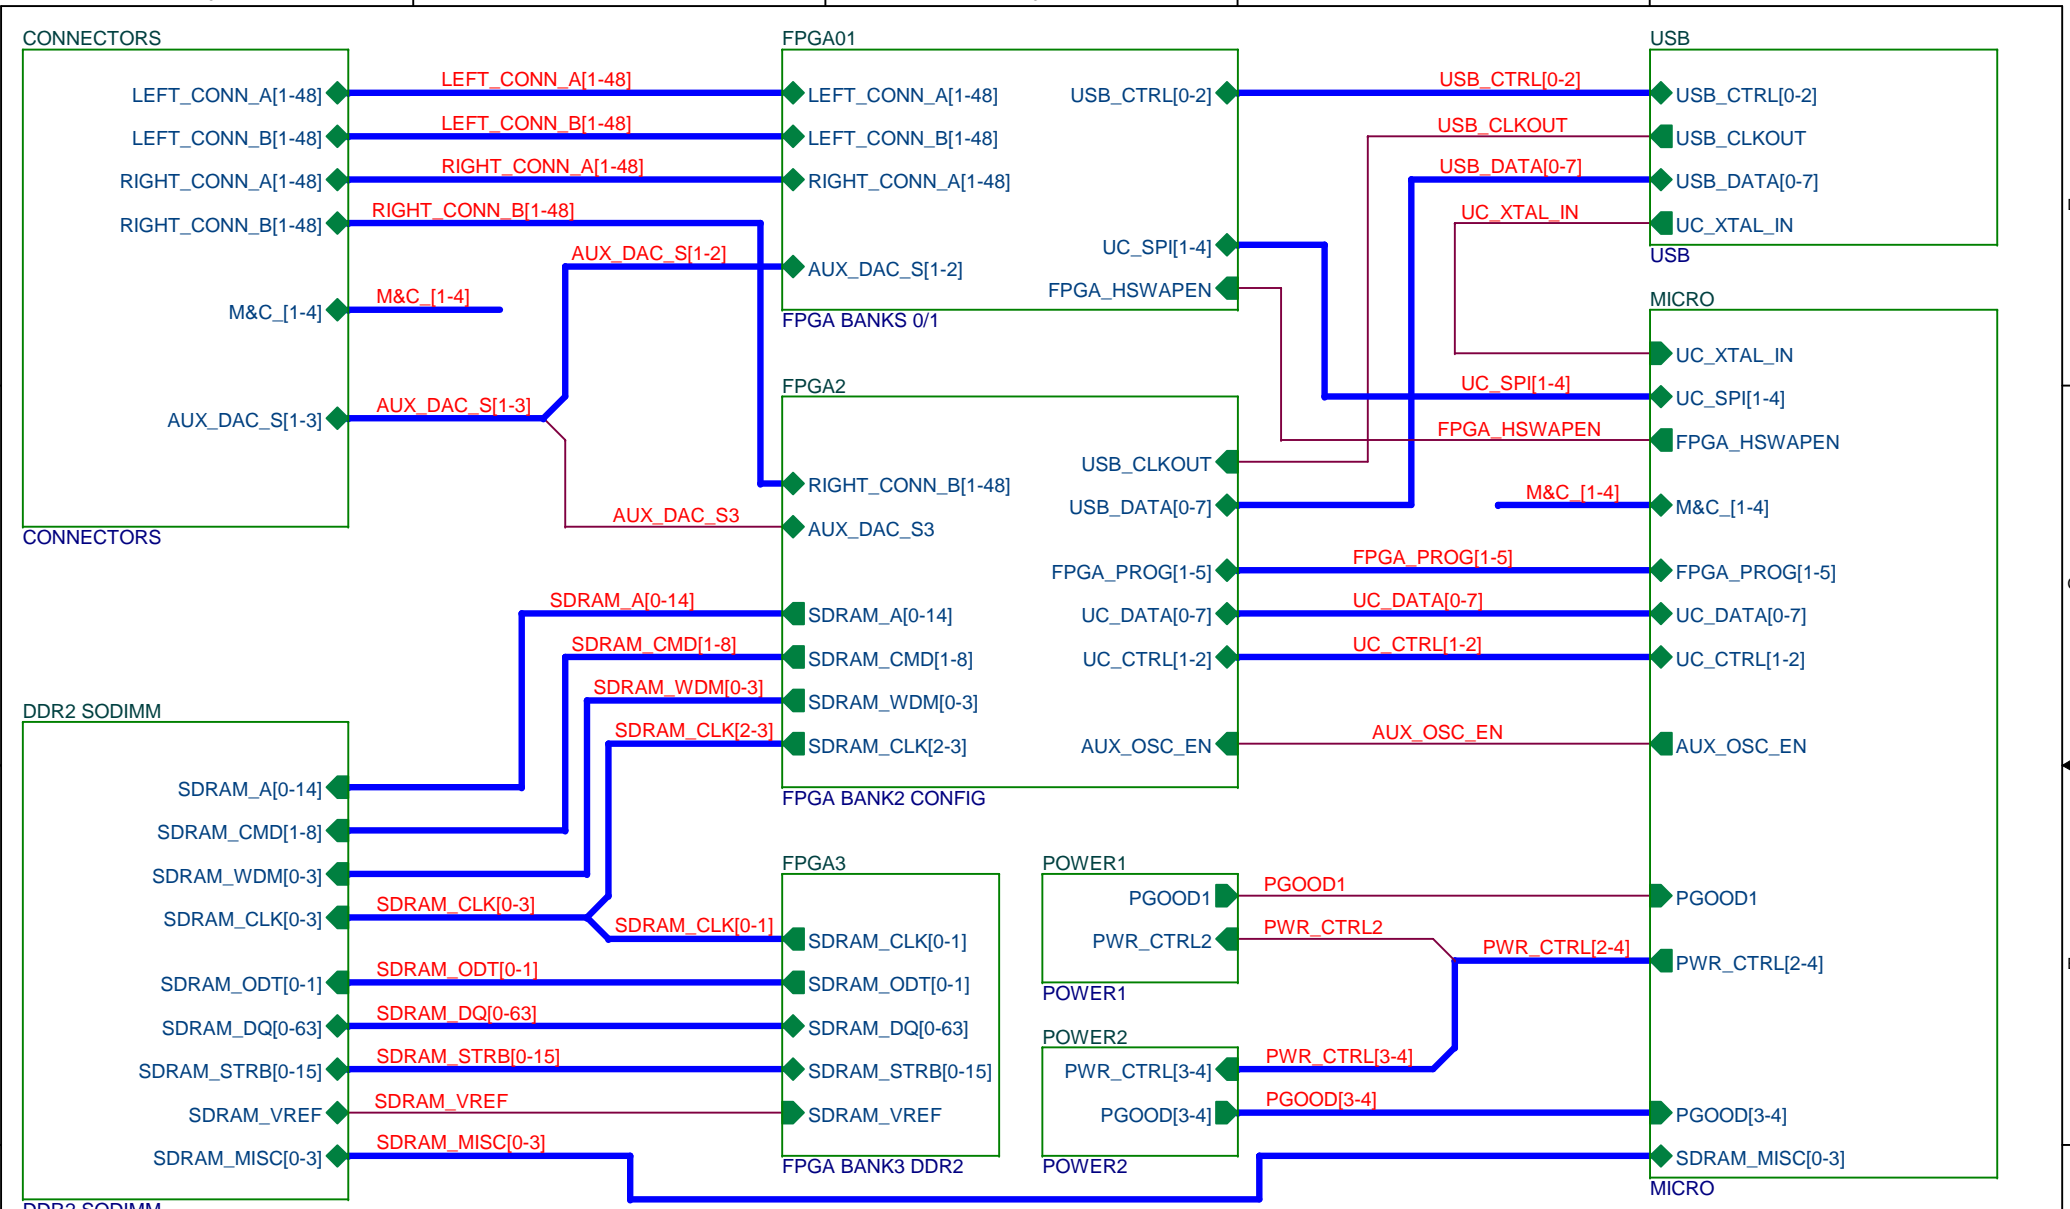 CONNECTORS
LEFT_CONN_A[1-48]
LEFT_CONN_B[1-48]
RIGHT_CONN_A[1-48]
RIGHT_CONN_B[1-48]
M&C_[1-4]
AUX_DAC_S[1-3]
CONNECTORS
LEFT_CONN_A[1-48]
LEFT_CONN_B[1-48]
RIGHT_CONN_A[1-48]
RIGHT_CONN_B[1-48]
AUX_DAC_S[1-2]
M&C_[1-4]
AUX_DAC_S[1-3]
AUX_DAC_S3
FPGA01
LEFT_CONN_A[1-48]
LEFT_CONN_B[1-48]
RIGHT_CONN_A[1-48]
AUX_DAC_S[1-2]
USB_CTRL[0-2]
UC_SPI[1-4]
FPGA_HSWAPEN
FPGA BANKS 0/1
USB_CTRL[0-2]
USB_CLKOUT
USB_DATA[0-7]
UC_XTAL_IN
UC_SPI[1-4]
FPGA_HSWAPEN
M&C_[1-4]
FPGA_PROG[1-5]
UC_DATA[0-7]
UC_CTRL[1-2]
AUX_OSC_EN
USB
USB_CTRL[0-2]
USB_CLKOUT
USB_DATA[0-7]
UC_XTAL_IN
USB
FPGA2
RIGHT_CONN_B[1-48]
AUX_DAC_S3
SDRAM_A[0-14]
SDRAM_CMD[1-8]
SDRAM_WDM[0-3]
SDRAM_CLK[2-3]
USB_CLKOUT
USB_DATA[0-7]
FPGA_PROG[1-5]
UC_DATA[0-7]
UC_CTRL[1-2]
AUX_OSC_EN
FPGA BANK2 CONFIG
MICRO
UC_XTAL_IN
UC_SPI[1-4]
FPGA_HSWAPEN
M&C_[1-4]
FPGA_PROG[1-5]
UC_DATA[0-7]
UC_CTRL[1-2]
AUX_OSC_EN
PGOOD1
PWR_CTRL[2-4]
PGOOD[3-4]
SDRAM_MISC[0-3]
MICRO
DDR2 SODIMM
SDRAM_A[0-14]
SDRAM_CMD[1-8]
SDRAM_WDM[0-3]
SDRAM_CLK[0-3]
SDRAM_ODT[0-1]
SDRAM_DQ[0-63]
SDRAM_STRB[0-15]
SDRAM_VREF
SDRAM_MISC[0-3]
DDR2 SODIMM
SDRAM_A[0-14]
SDRAM_CMD[1-8]
SDRAM_WDM[0-3]
SDRAM_CLK[2-3]
SDRAM_CLK[0-3]
SDRAM_CLK[0-1]
SDRAM_ODT[0-1]
SDRAM_DQ[0-63]
SDRAM_STRB[0-15]
SDRAM_VREF
SDRAM_MISC[0-3]
FPGA3
SDRAM_CLK[0-1]
SDRAM_ODT[0-1]
SDRAM_DQ[0-63]
SDRAM_STRB[0-15]
SDRAM_VREF
FPGA BANK3 DDR2
POWER1
PGOOD1
PWR_CTRL2
POWER1
POWER2
PWR_CTRL[3-4]
PGOOD[3-4]
POWER2
PGOOD1
PWR_CTRL2
PWR_CTRL[2-4]
PWR_CTRL[3-4]
PGOOD[3-4]